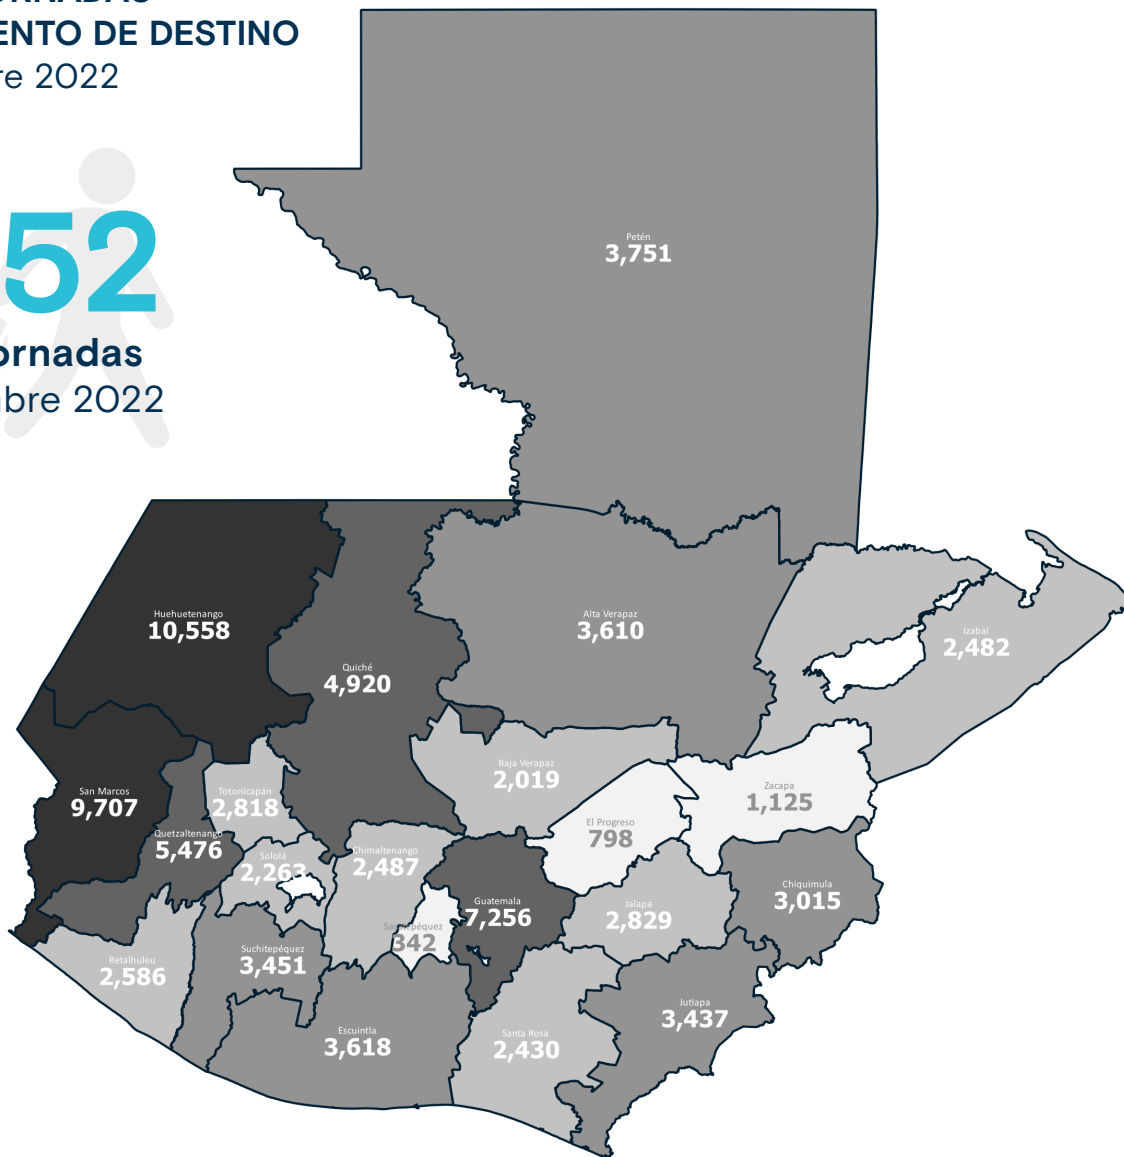 ENTO DE DESTINO
re 2022
52
ornadas
bre 2022
Petén
3,751
Huehuetenango
10,558
Quiché
4,920
Alta Verapaz
3,610
Izabal
2,482
San Marcos
9,707
Totonicapán
2,818
Baja Verapaz
2,019
Zacapa
1,125
Quetzaltenango
5,476
El Progreso
798
Sololá
2,263
Chimaltenango
2,487
Chiquimula
3,015
Guatemala
7,256
Jalapa
2,829
Sacatepéquez
342
Suchitepéquez
3,451
Retalhuleu
2,586
Jutiapa
3,437
Escuintla
3,618
Santa Rosa
2,430